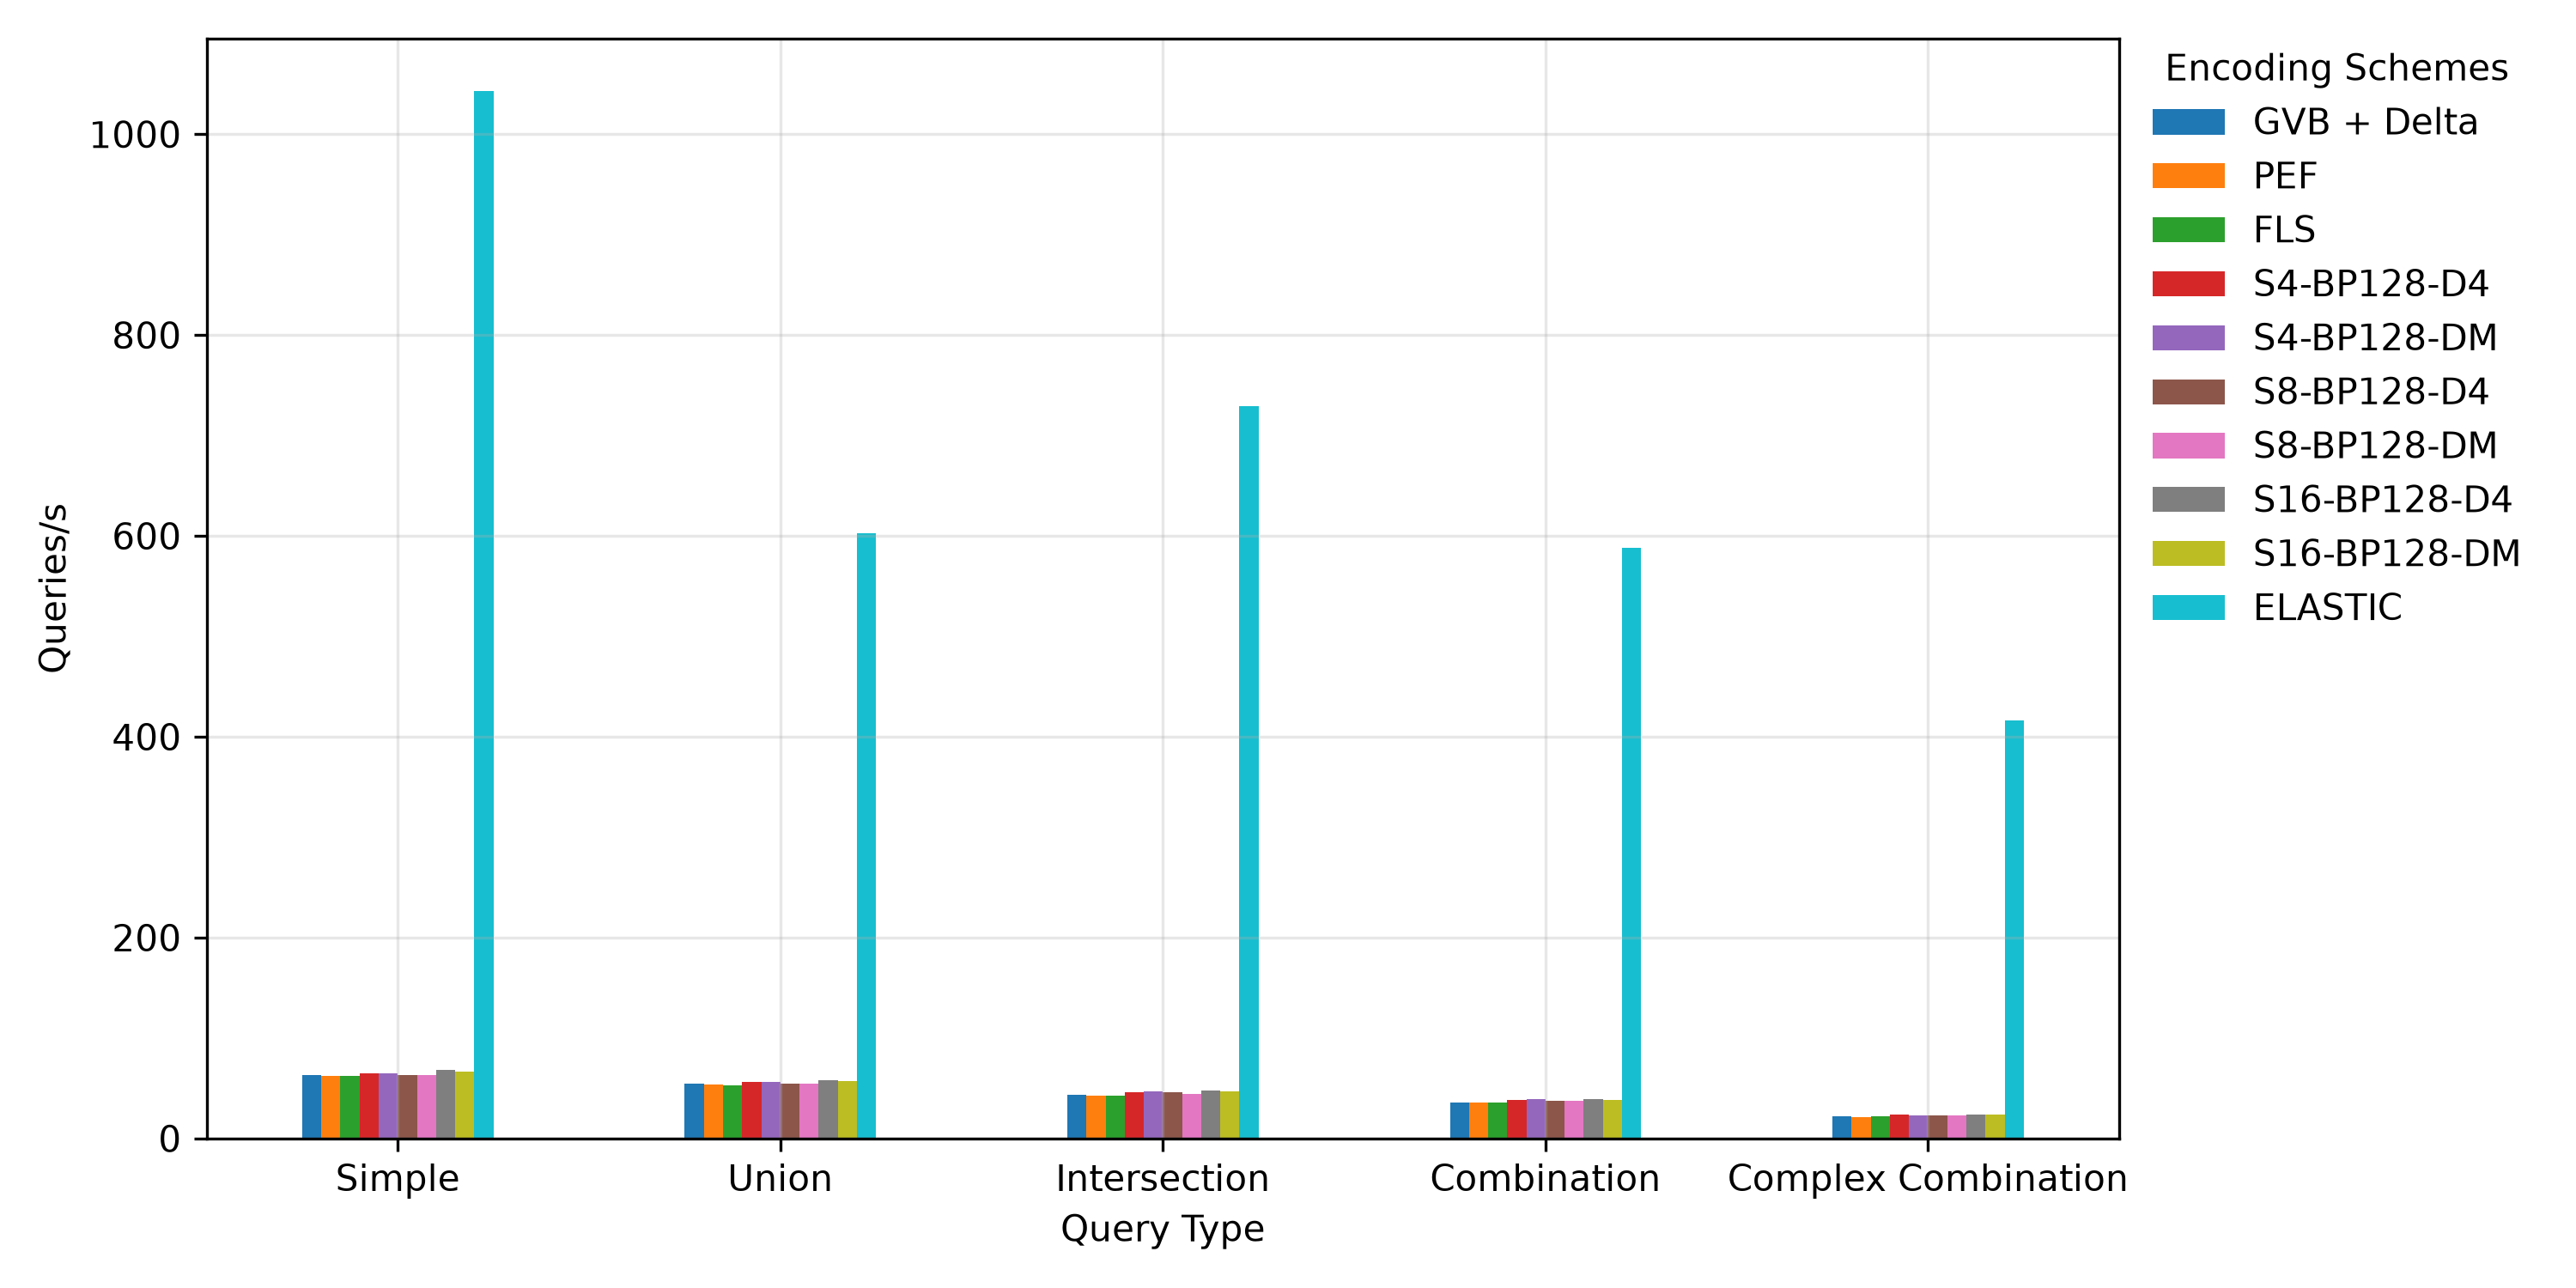 Queries/s
1000
800
600
400
200
0
Simple
Union
Intersection
Combination
Complex Combination
Query Type
Encoding Schemes
GVB + Delta
PEF
FLS
S4-BP128-D4
S4-BP128-DM
S8-BP128-D4
S8-BP128-DM
S16-BP128-D4
S16-BP128-DM
ELASTIC